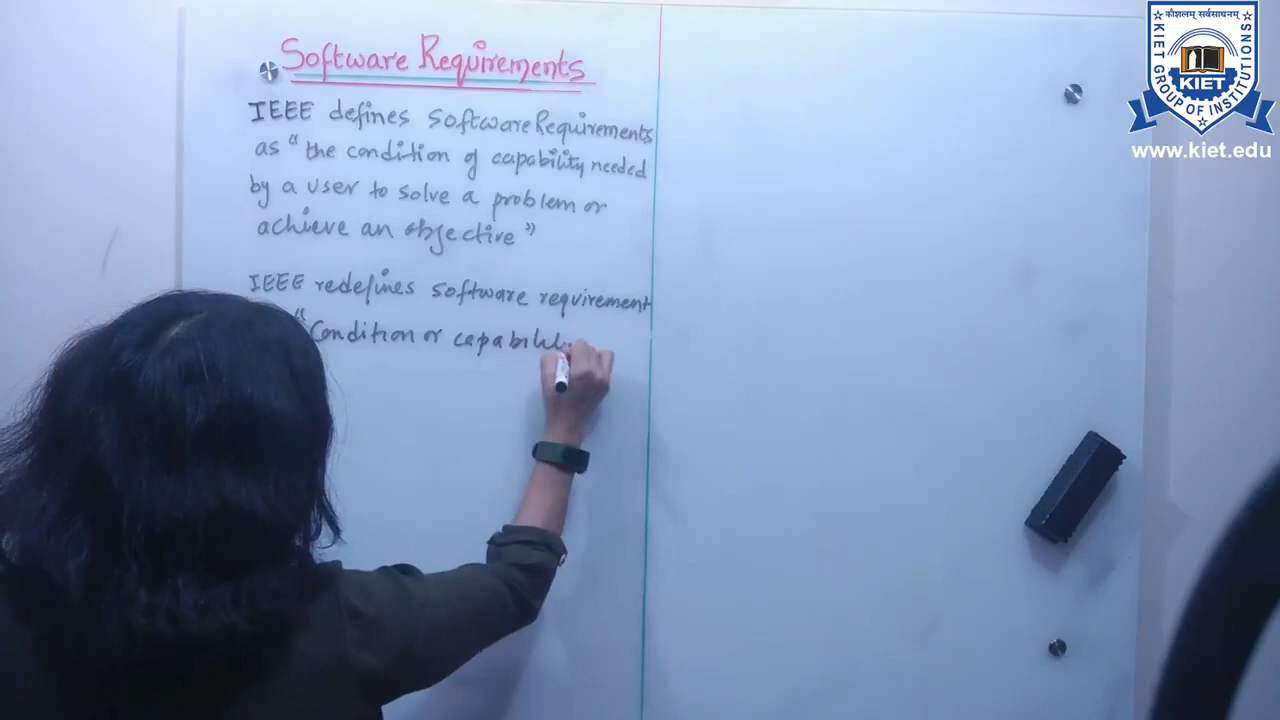 Software Requirements
IEEE defines Software Requirements
as "the condition of capability needed
by a user to solve a problem or
achieve an objective"
IEEE redefines software requirement
"Condition or capabilit
कौशलम् सर्वसाधनम्
KIET GROUP OF INSTITUTIONS
KIET
www.kiet.edu